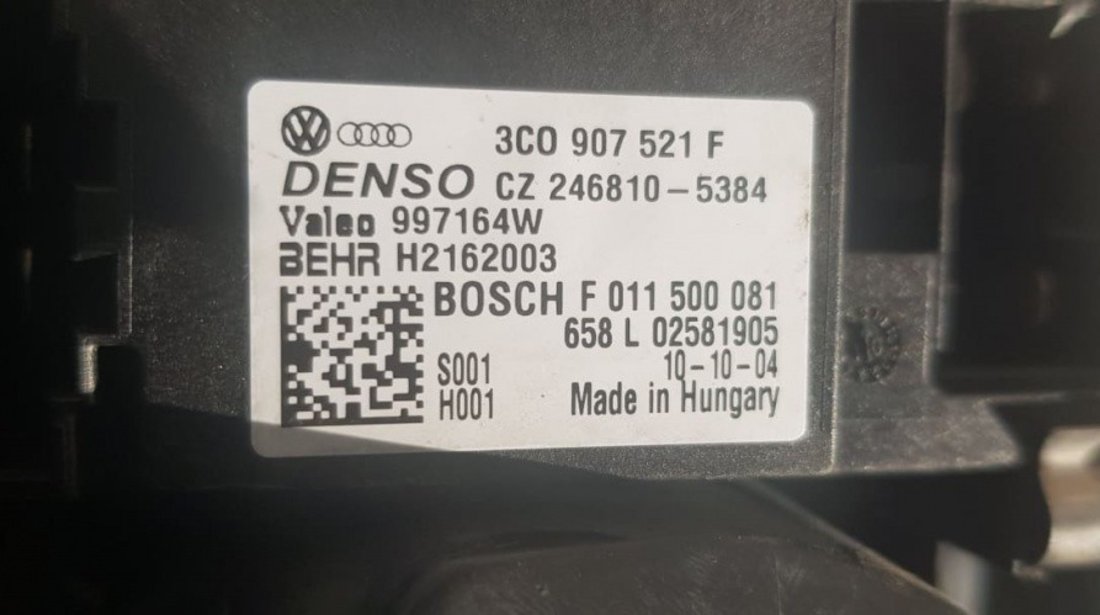 3C0 907 521 F
DENSO CZ 246810-5384
Valeo 997164W
BEHR H2162003
BOSCH F 011 500 081
658 L 02581905
S001 10-10-04
H001 Made in Hungary